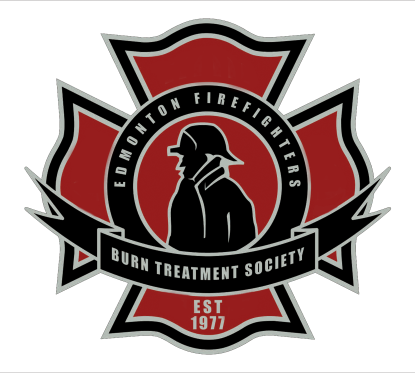 EDMONTON FIREFIGHTERS
BURN TREATMENT SOCIETY
EST
1977